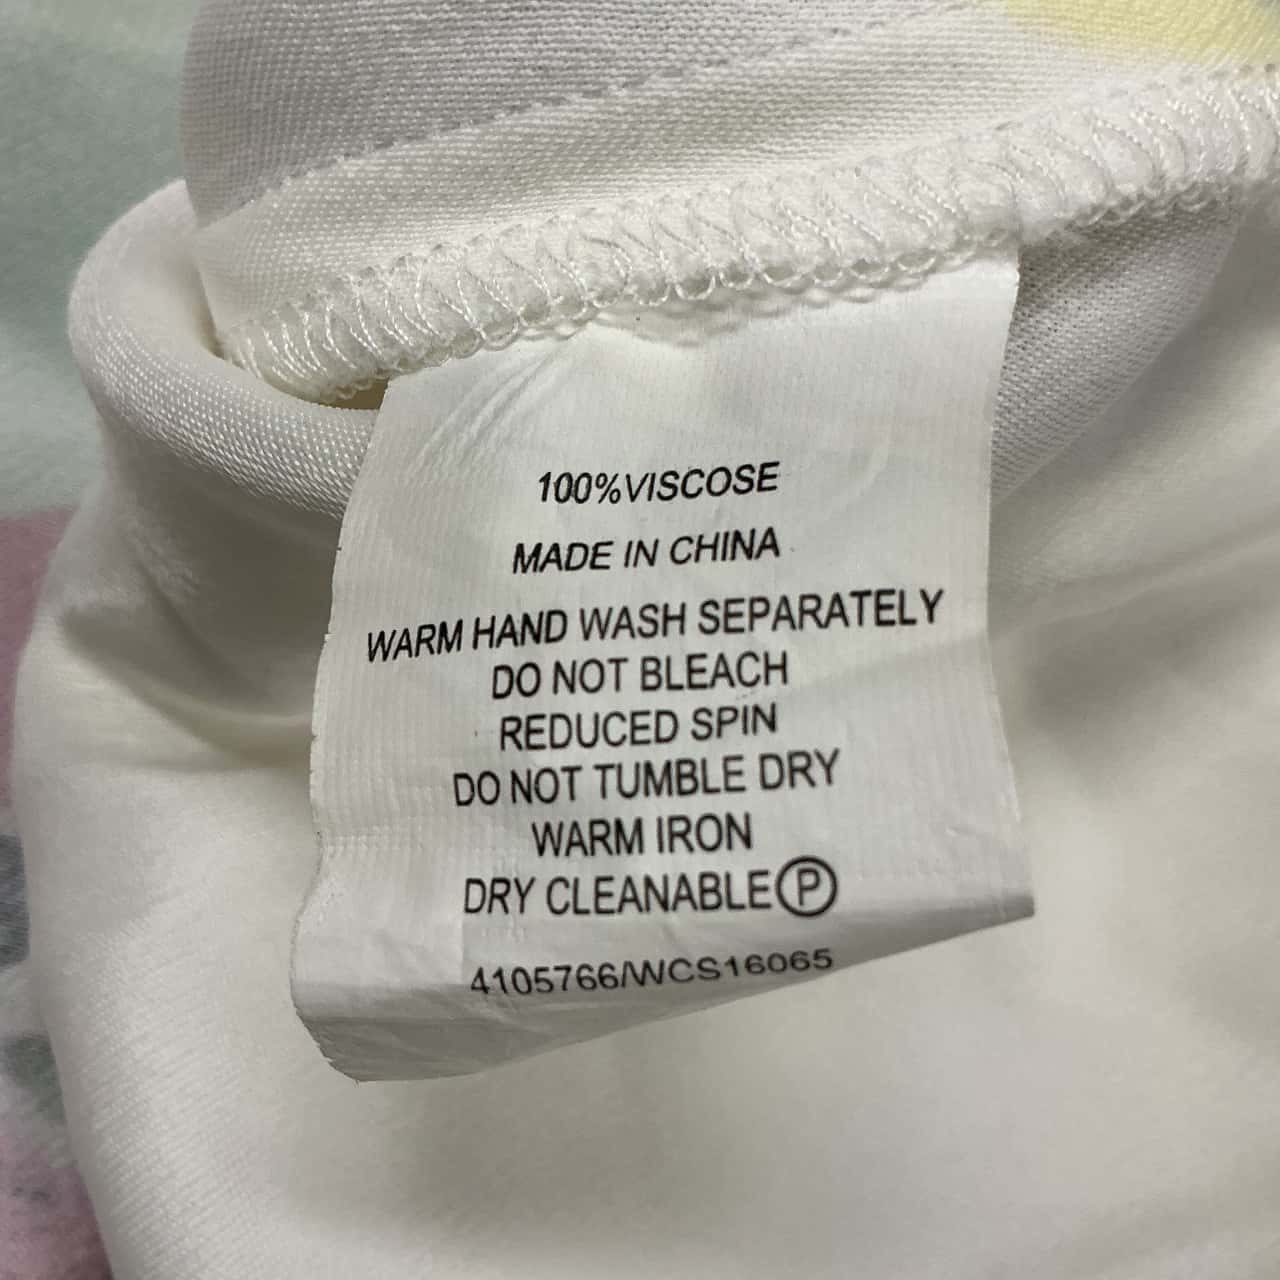 100%VISCOSE
MADE IN CHINA
WARM HAND WASH SEPARATELY
DO NOT BLEACH
REDUCED SPIN
DO NOT TUMBLE DRY
WARM IRON
DRY CLEANABLE Ⓟ
4105766/WCS16065